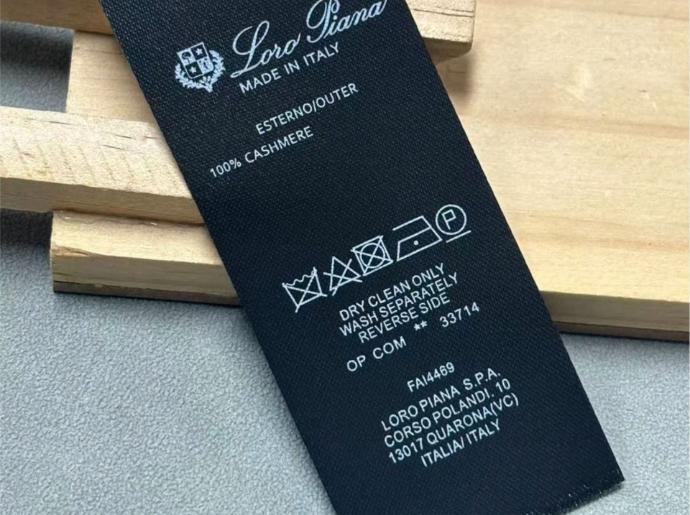 Loro Piana
MADE IN ITALY
ESTERNO/OUTER
100% CASHMERE
P
DRY CLEAN ONLY
WASH SEPARATELY
REVERSE SIDE
OP COM ** 33714
FAI4469
LORO PIANA S.P.A.
CORSO POLANDI. 10
13017 QUARONA(VC)
ITALIA/ ITALY